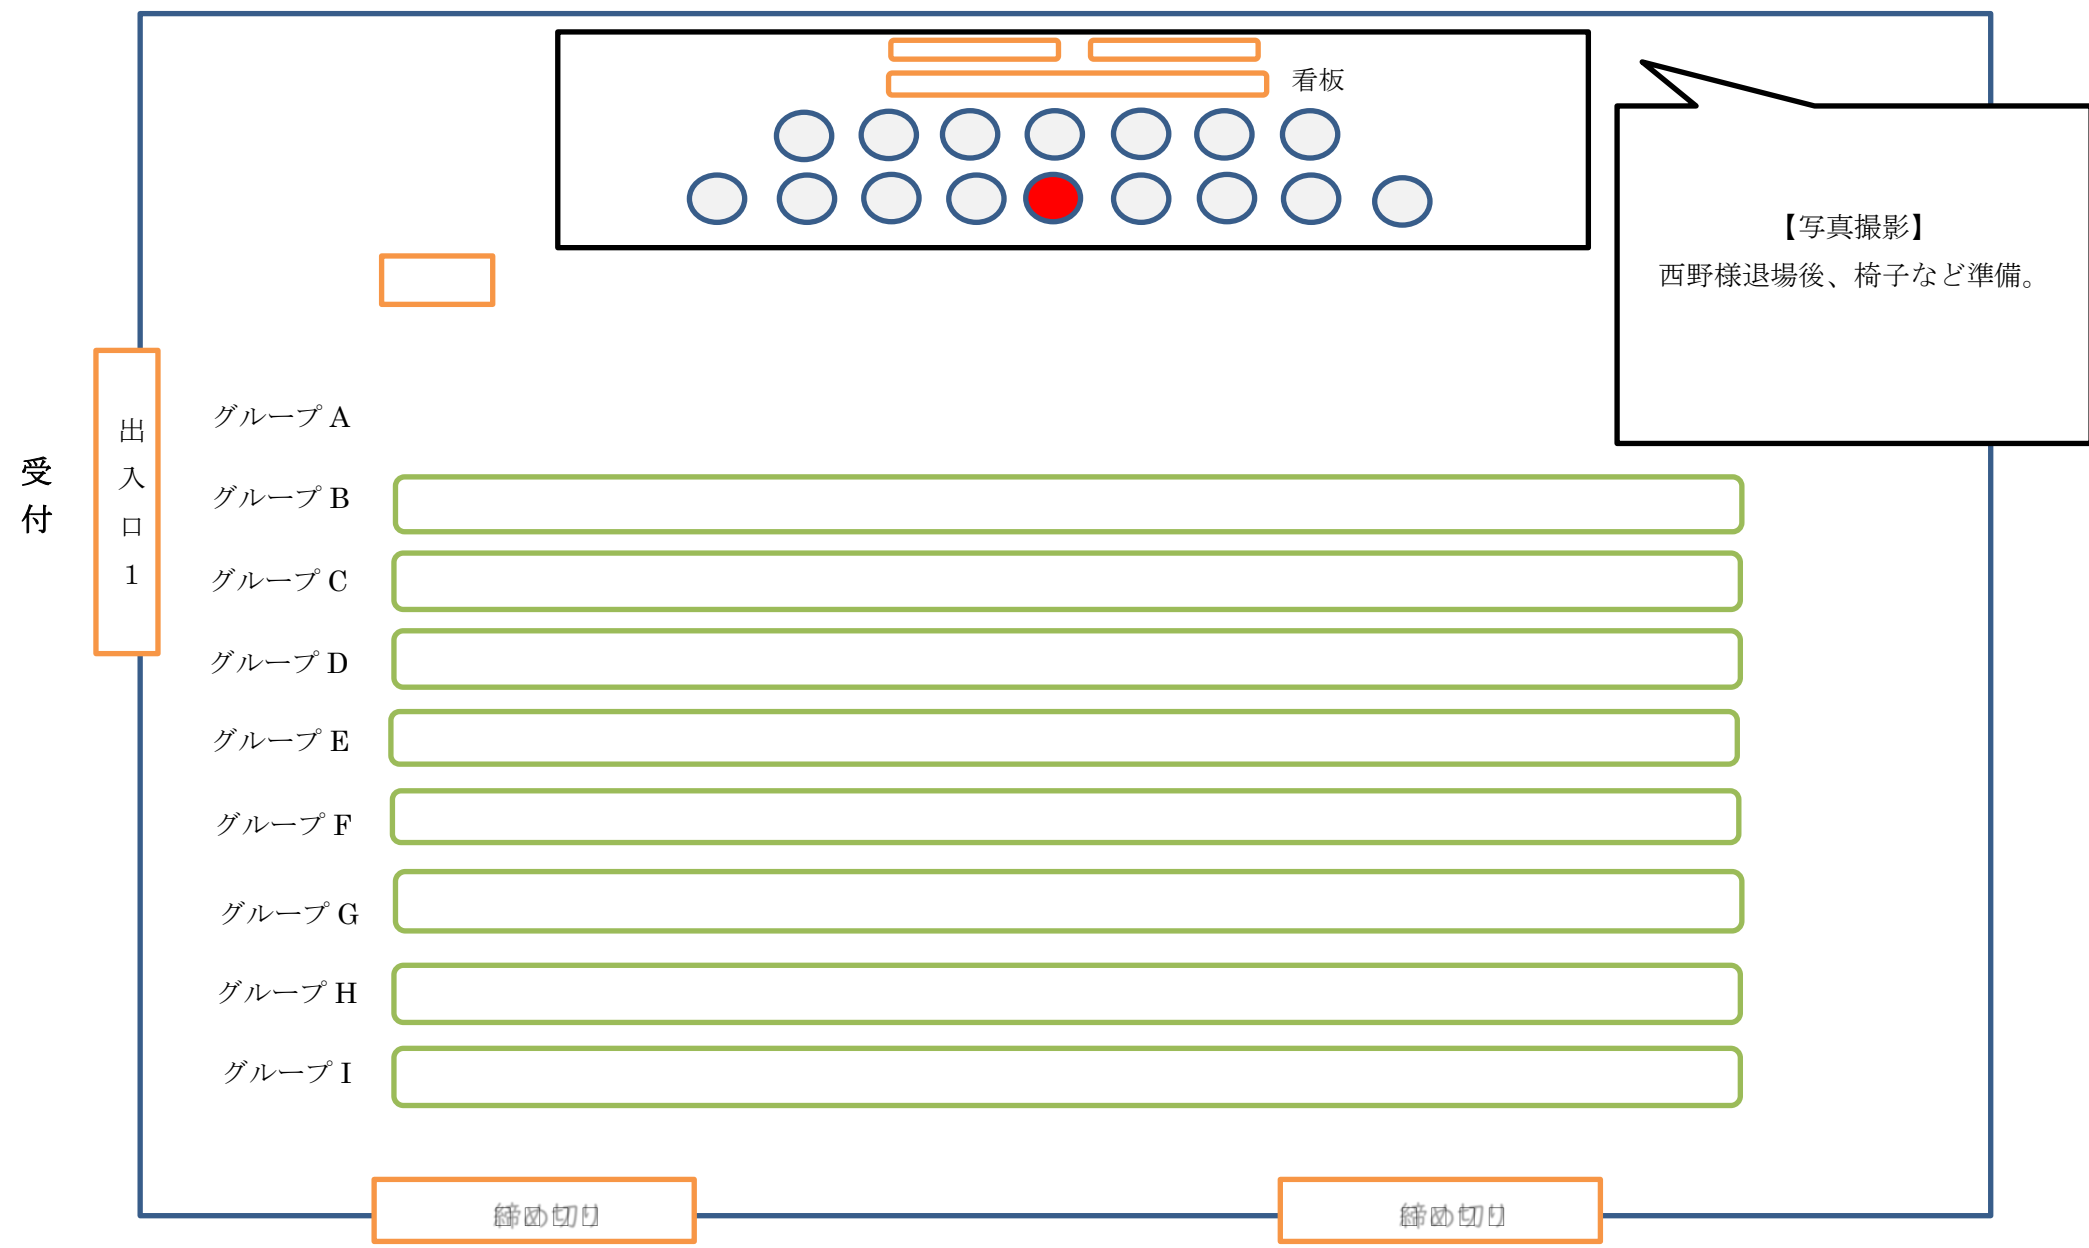 看板
【写真撮影】
西野様退場後、椅子など準備。
受付
出入口1
グループ A
グループ B
グループ C
グループ D
グループ E
グループ F
グループ G
グループ H
グループ I
締め切り
締め切り